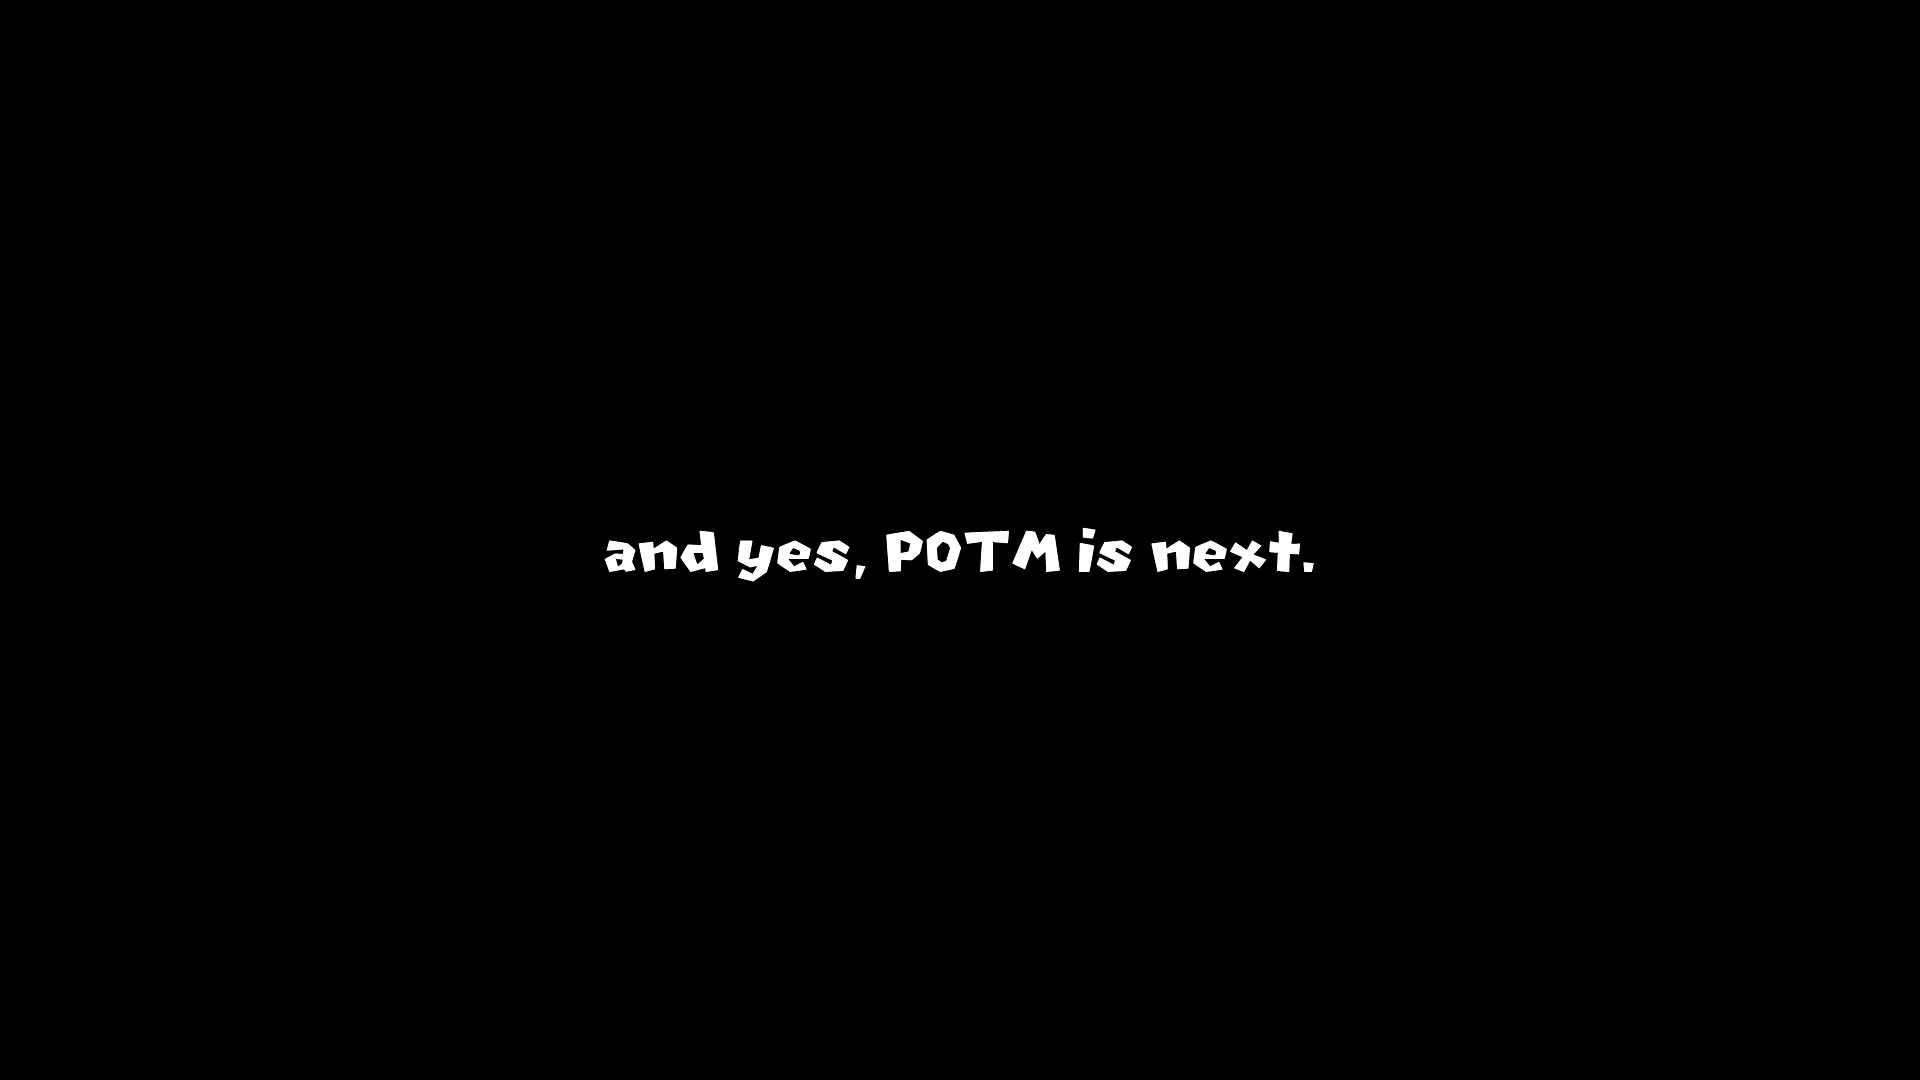 and yes, POTM is next.